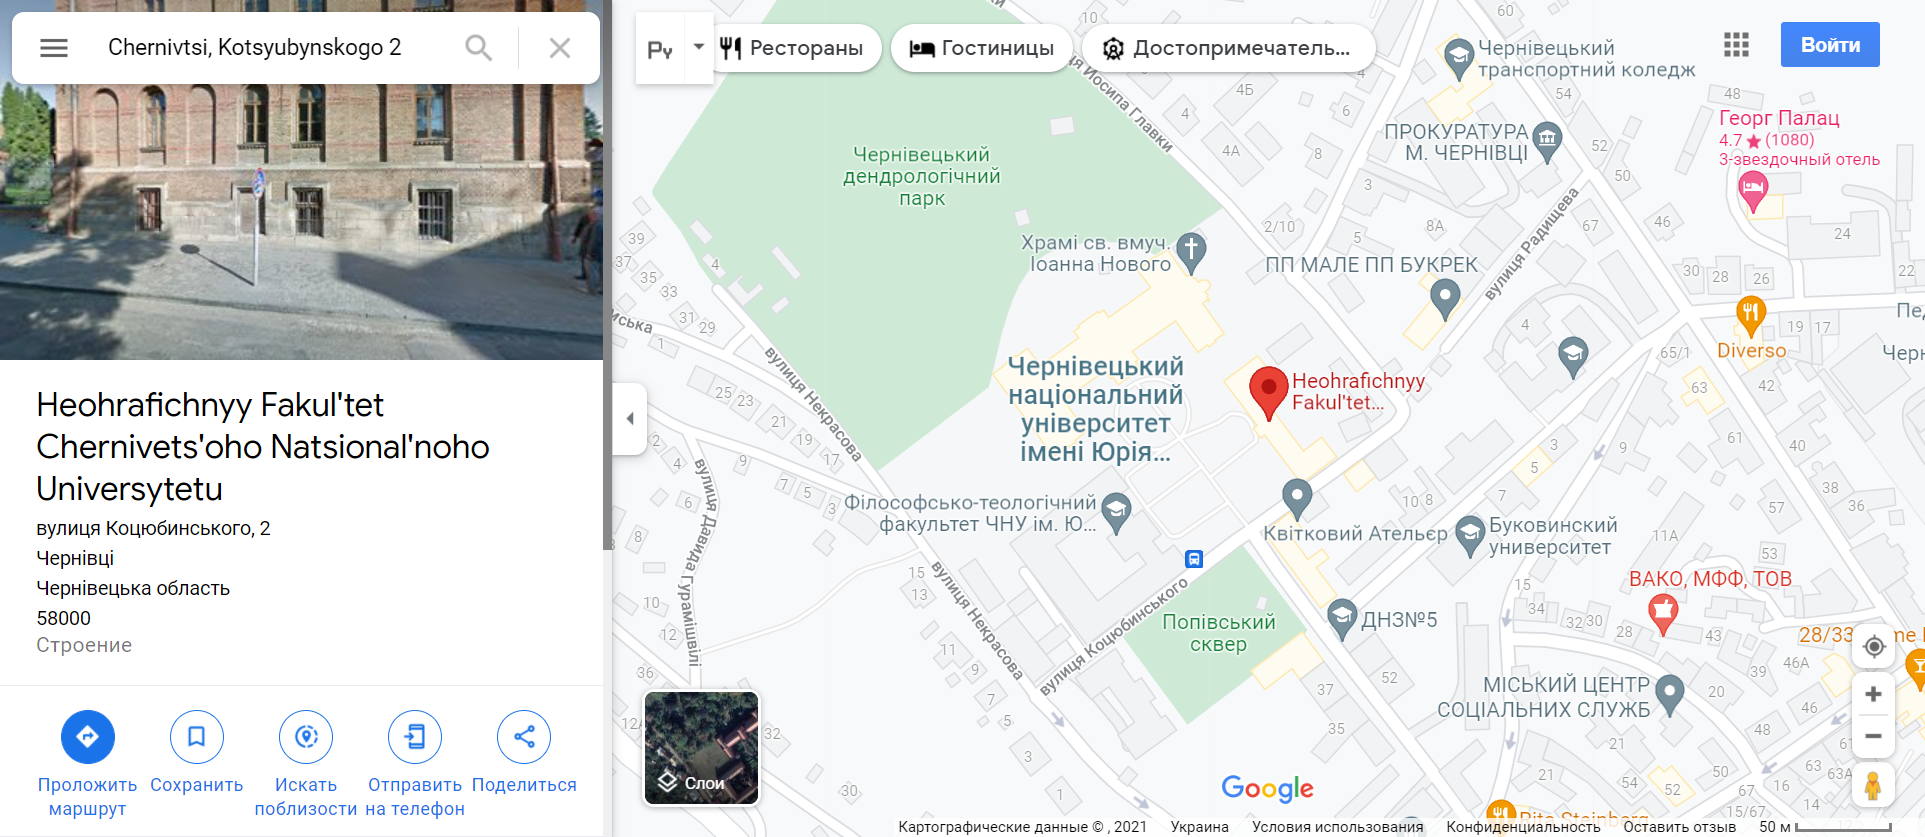 Chernivtsi, Kotsyubynskogo 2
Heohrafichnyy Fakul'tet
Chernivets'oho Natsional'noho
Universytetu
вулиця Коцюбинського, 2
Чернівці
Чернівецька область
58000
Строение
Проложить
маршрут
Сохранить
Искать
поблизости
Отправить
на телефон
Поделиться
Рестораны
Гостиницы
Достопримечатель...
Войти
Чернівецький
транспортний коледж
ПРОКУРАТУРА
М. ЧЕРНІВЦІ
Георг Палац
4.7 ★ (1080)
3-звездочный отель
вулиця Йосипа Главки
Чернівецький
дендрологічний
парк
Храмі св. вмуч.
Іоанна Нового
ПП МАЛЕ ПП БУКРЕК
вулиця Радищева
Diverso
Чернівецький
національний
університет
імені Юрія...
Heohrafichnyy
Fakul'tet...
вулиця Некрасова
вулиця Давида Гурамішвілі
Філософсько-теологічний
факультет ЧНУ ім. Ю...
Квітковий Ательєр
Буковинский
университет
ВАКО, МФФ, ТОВ
вулиця Некрасова
вулиця Коцюбинського
Попівський
сквер
ДНЗ№5
МІСЬКИЙ ЦЕНТР
СОЦІАЛЬНИХ СЛУЖБ
Слои
Google
Картографические данные © , 2021
Украина
Условия использования
Конфиденциальность
Оставить отзыв
50 м